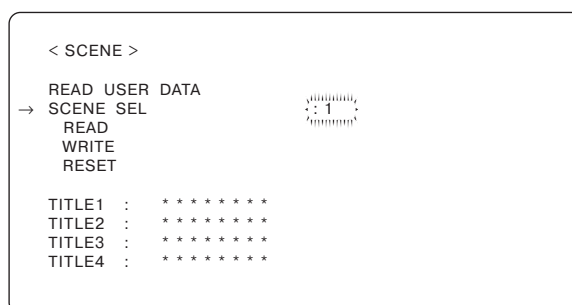 < SCENE >
READ USER DATA
→ SCENE SEL : 1
READ
WRITE
RESET
TITLE1 : * * * * * * * *
TITLE2 : * * * * * * * *
TITLE3 : * * * * * * * *
TITLE4 : * * * * * * * *